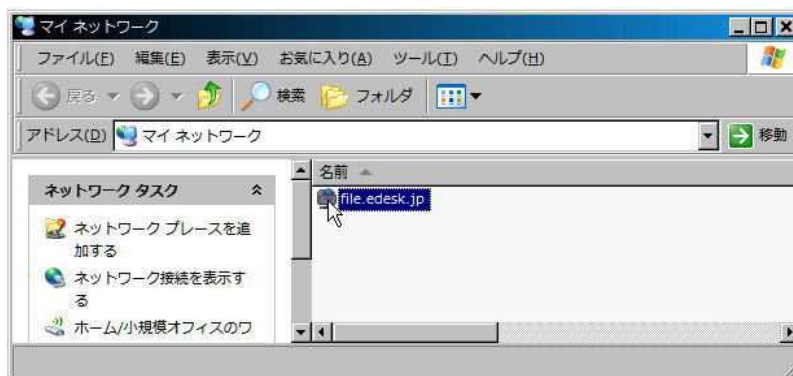 マイ ネットワーク
ファイル(F) 編集(E) 表示(V) お気に入り(A) ツール(T) ヘルプ(H)
戻る 検索 フォルダ
アドレス(D) マイ ネットワーク 移動
ネットワーク タスク
ネットワーク プレースを追
加する
ネットワーク接続を表示す
る
ホーム/小規模オフィスのワ
名前
file.edesk.jp